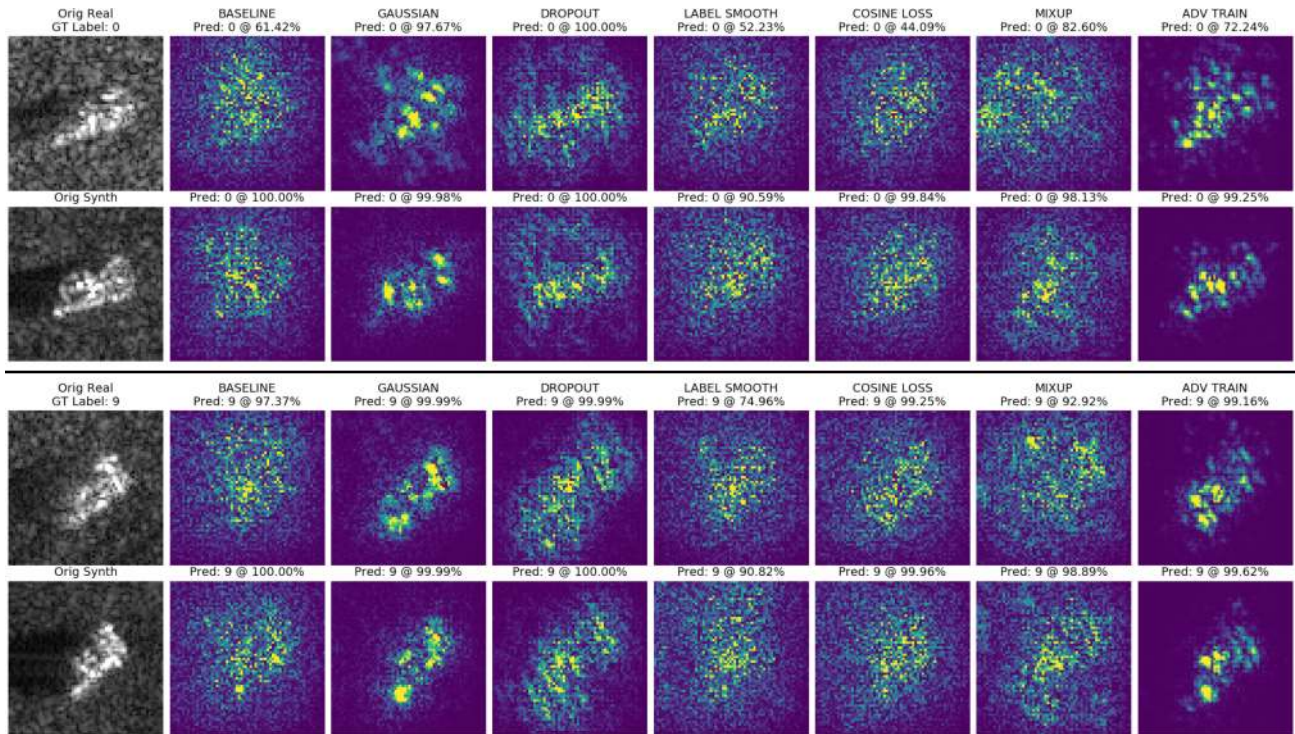 Orig Real BASELINE GAUSSIAN DROPOUT LABEL SMOOTH COSINE LOSS MIXUP ADV TRAIN
GT Label: 0 Pred: 0 @ 61.42% Pred: 0 @ 97.67% Pred: 0 @ 100.00% Pred: 0 @ 52.23% Pred: 0 @ 44.09% Pred: 0 @ 82.60% Pred: 0 @ 72.24%
Orig Synth Pred: 0 @ 100.00% Pred: 0 @ 99.98% Pred: 0 @ 100.00% Pred: 0 @ 90.59% Pred: 0 @ 99.84% Pred: 0 @ 98.13% Pred: 0 @ 99.25%
Orig Real BASELINE GAUSSIAN DROPOUT LABEL SMOOTH COSINE LOSS MIXUP ADV TRAIN
GT Label: 9 Pred: 9 @ 97.37% Pred: 9 @ 99.99% Pred: 9 @ 99.99% Pred: 9 @ 74.96% Pred: 9 @ 99.25% Pred: 9 @ 92.92% Pred: 9 @ 99.16%
Orig Synth Pred: 9 @ 100.00% Pred: 9 @ 99.99% Pred: 9 @ 100.00% Pred: 9 @ 90.82% Pred: 9 @ 99.96% Pred: 9 @ 98.89% Pred: 9 @ 99.62%